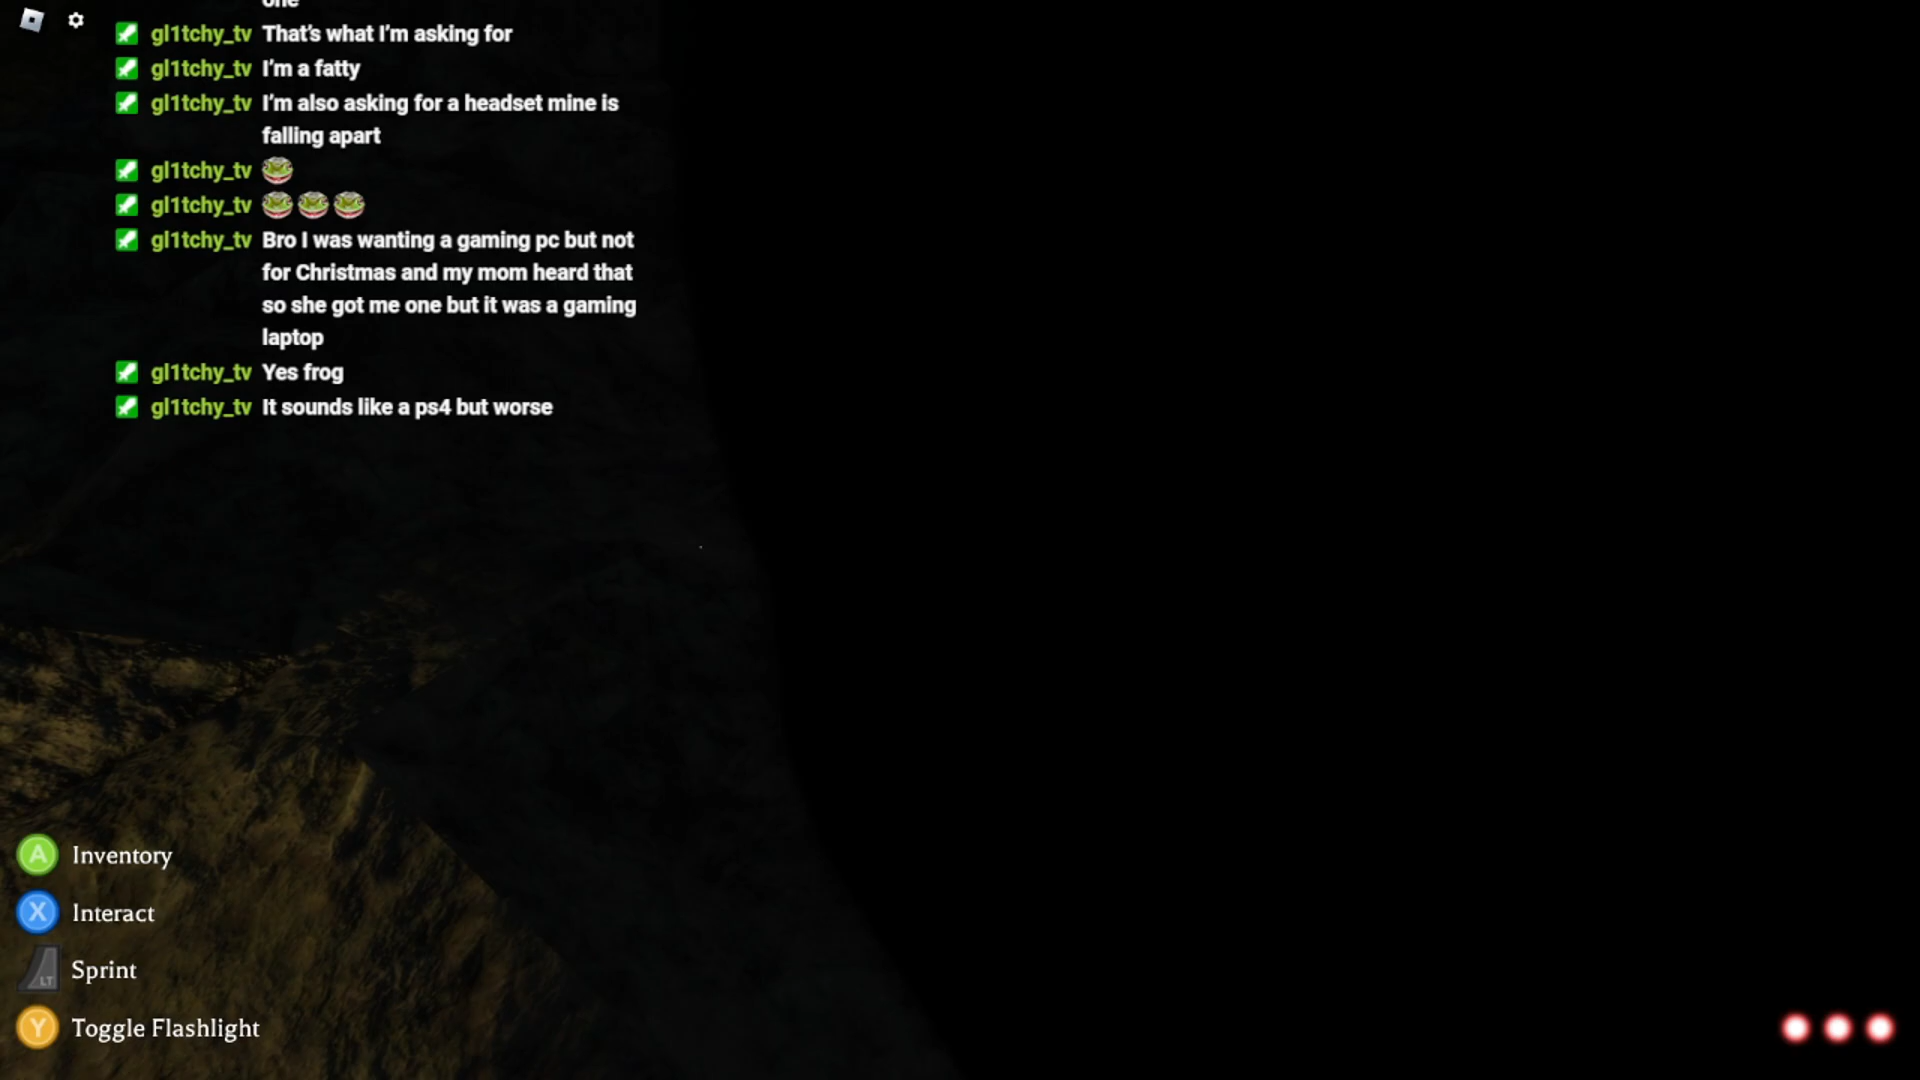 one
gl1tchy_tv That’s what I’m asking for
gl1tchy_tv I’m a fatty
gl1tchy_tv I’m also asking for a headset mine is
falling apart
gl1tchy_tv
gl1tchy_tv
gl1tchy_tv Bro I was wanting a gaming pc but not
for Christmas and my mom heard that
so she got me one but it was a gaming
laptop
gl1tchy_tv Yes frog
gl1tchy_tv It sounds like a ps4 but worse
A Inventory
X Interact
LT Sprint
Y Toggle Flashlight